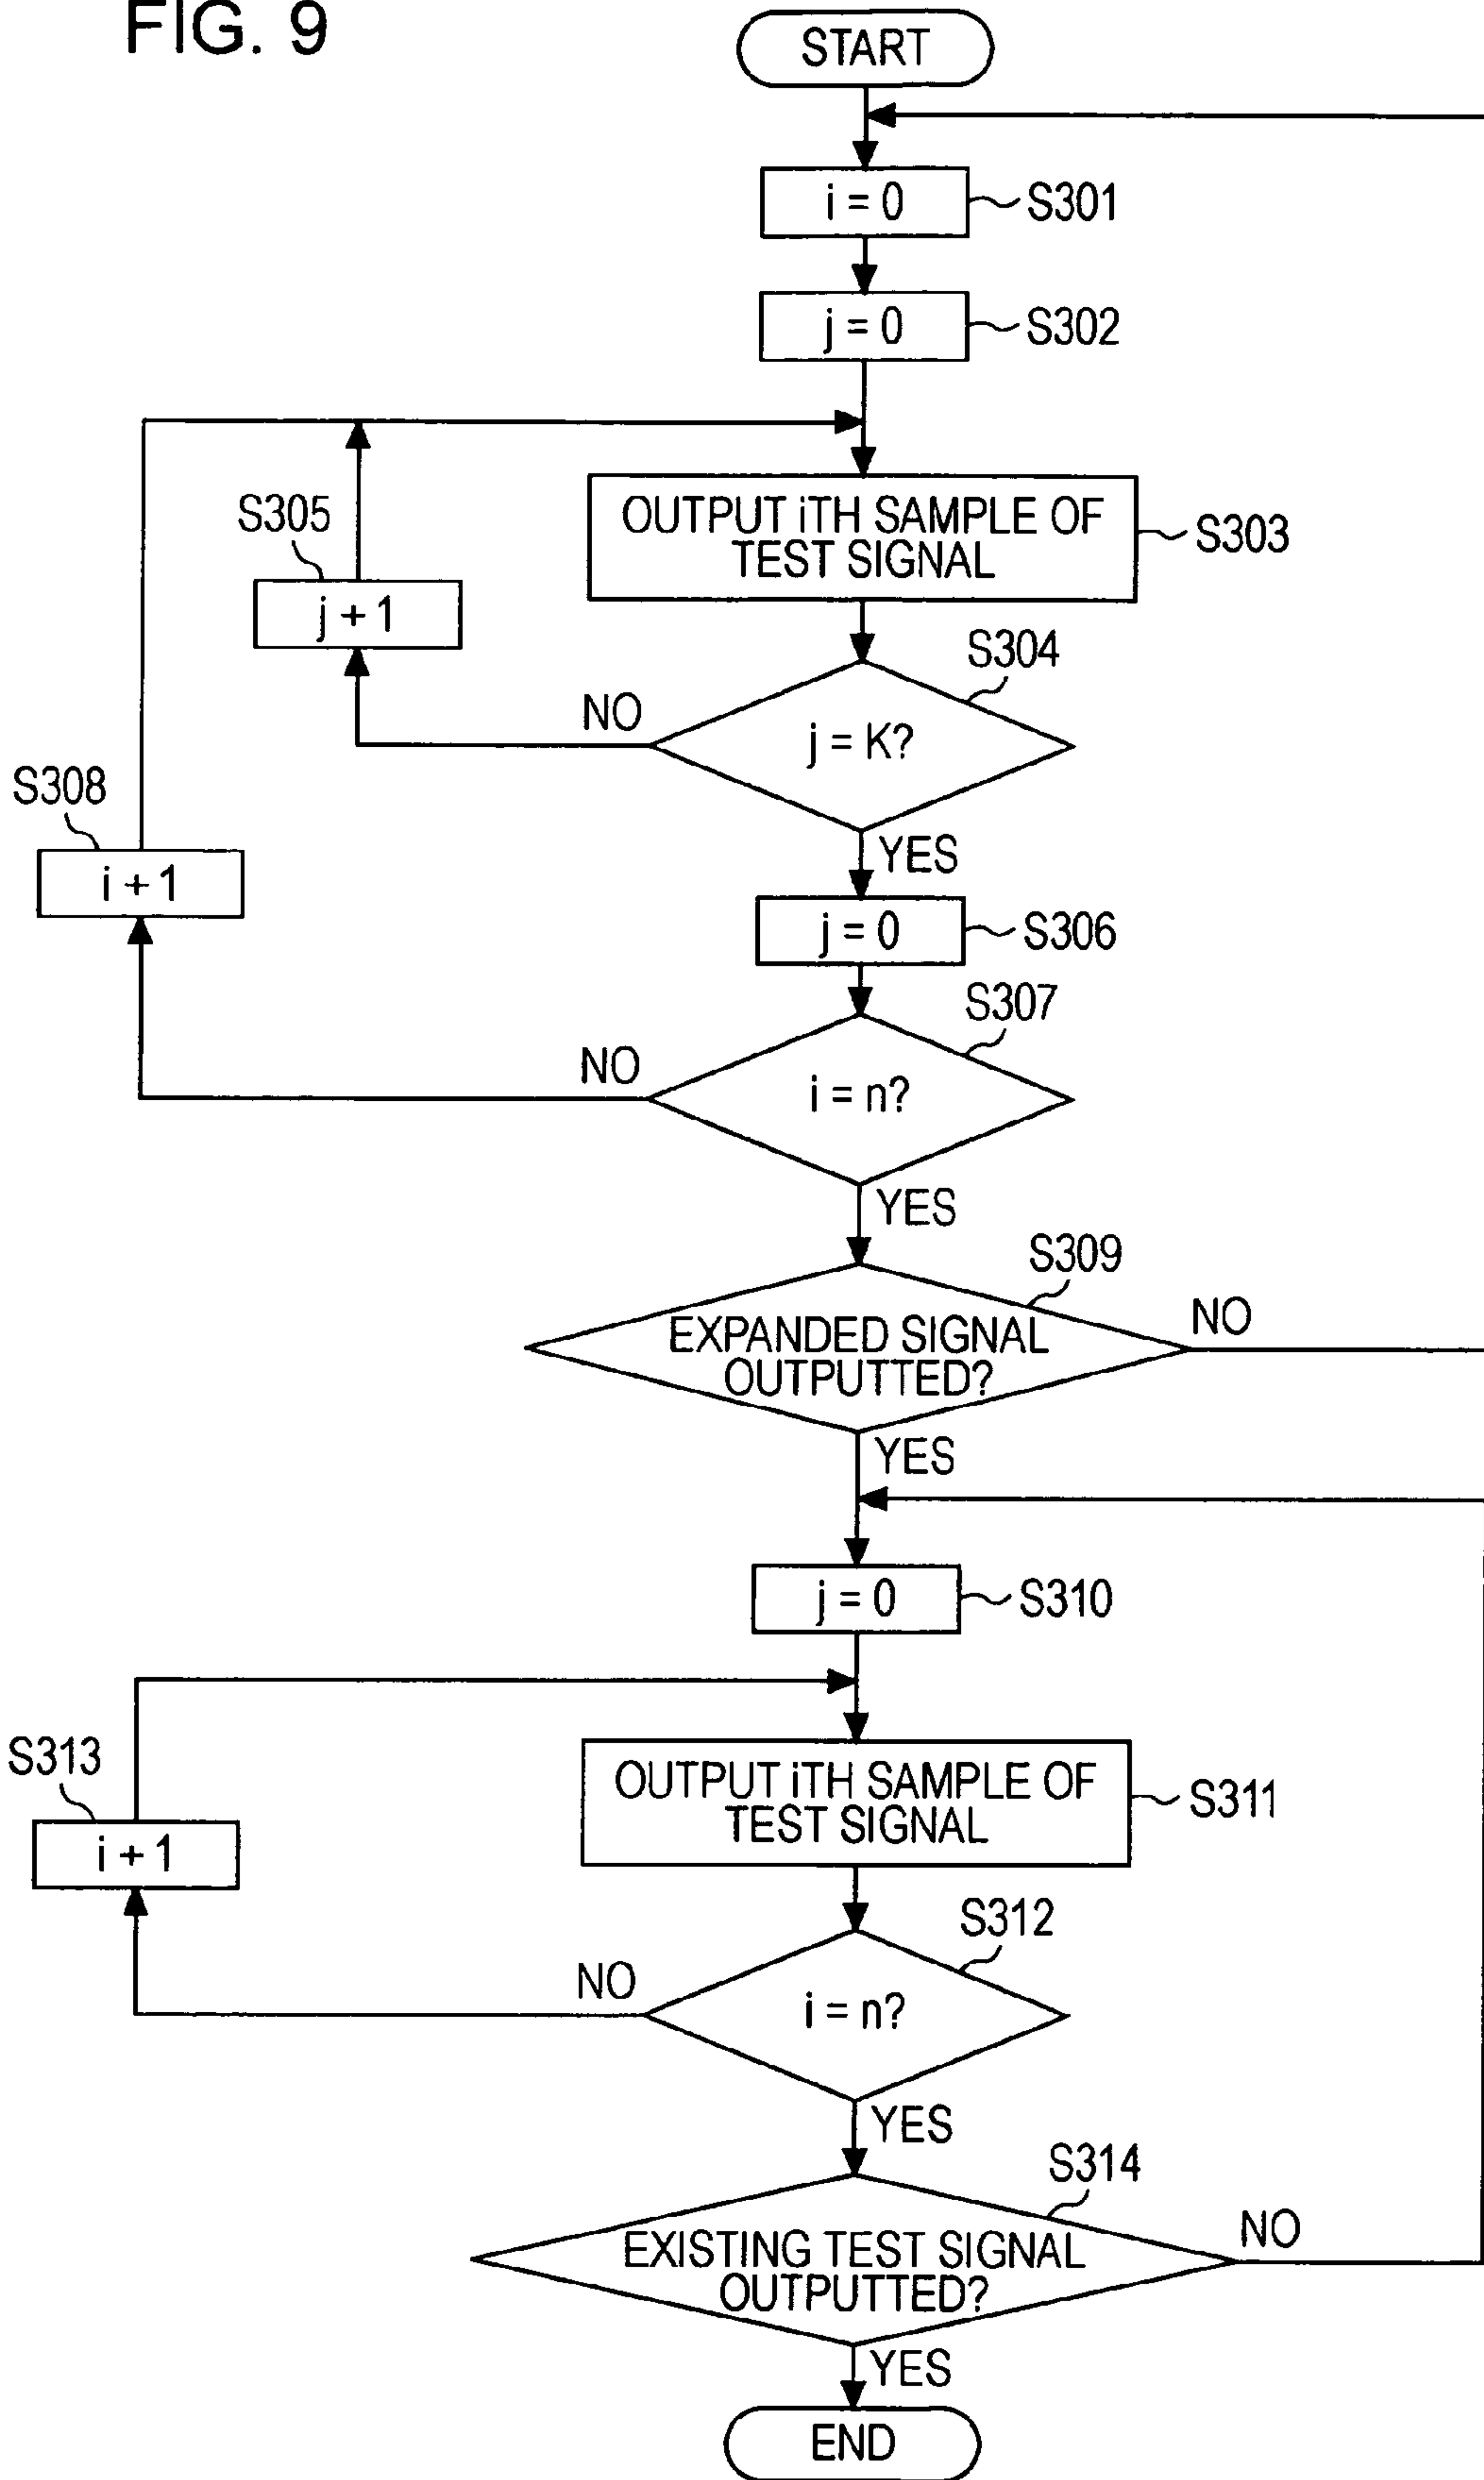 FIG. 9
START
i = 0
S301
j = 0
S302
OUTPUT iTH SAMPLE OF
TEST SIGNAL
S303
S305
j + 1
S304
NO
j = K?
YES
S308
i + 1
j = 0
S306
S307
NO
i = n?
YES
S309
EXPANDED SIGNAL
OUTPUTTED?
NO
YES
j = 0
S310
OUTPUT iTH SAMPLE OF
TEST SIGNAL
S311
S313
i + 1
S312
NO
i = n?
YES
S314
EXISTING TEST SIGNAL
OUTPUTTED?
NO
YES
END